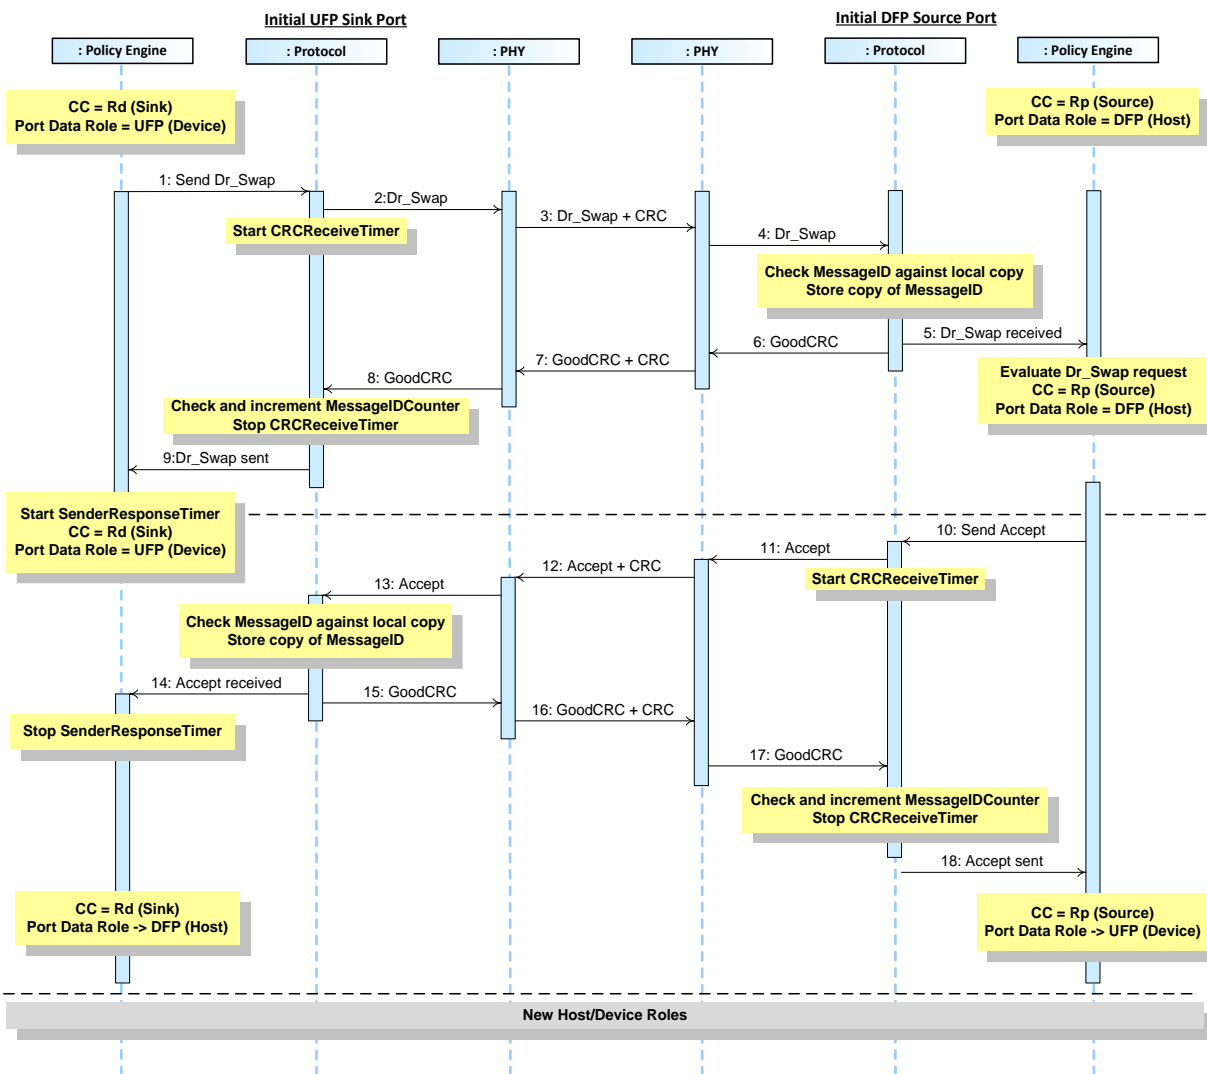 Initial UFP Sink Port
Initial DFP Source Port
: Policy Engine
: Protocol
: PHY
: PHY
: Protocol
: Policy Engine
CC = Rd (Sink)
Port Data Role = UFP (Device)
CC = Rp (Source)
Port Data Role = DFP (Host)
1: Send Dr_Swap
2:Dr_Swap
Start CRCReceiveTimer
3: Dr_Swap + CRC
4: Dr_Swap
Check MessageID against local copy
Store copy of MessageID
5: Dr_Swap received
6: GoodCRC
7: GoodCRC + CRC
8: GoodCRC
Evaluate Dr_Swap request
CC = Rp (Source)
Port Data Role = DFP (Host)
Check and increment MessageIDCounter
Stop CRCReceiveTimer
9:Dr_Swap sent
Start SenderResponseTimer
CC = Rd (Sink)
Port Data Role = UFP (Device)
10: Send Accept
11: Accept
Start CRCReceiveTimer
12: Accept + CRC
13: Accept
Check MessageID against local copy
Store copy of MessageID
14: Accept received
15: GoodCRC
16: GoodCRC + CRC
Stop SenderResponseTimer
17: GoodCRC
Check and increment MessageIDCounter
Stop CRCReceiveTimer
18: Accept sent
CC = Rd (Sink)
Port Data Role -> DFP (Host)
CC = Rp (Source)
Port Data Role -> UFP (Device)
New Host/Device Roles